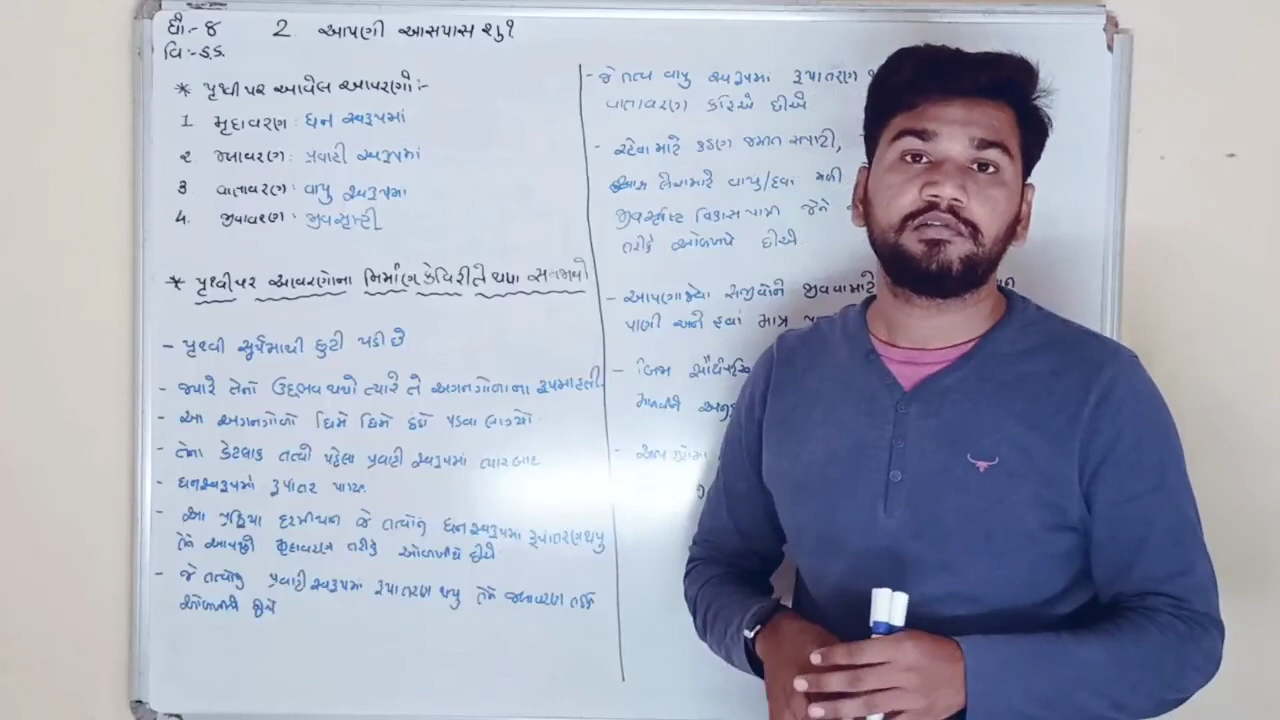 ધો.- ૪ 2. આપણી આસપાસ શું?
વિ:- S.S.
* પૃથ્વી પર આવેલ આવરણો:-
1 મૃદાવરણ: ઘન સ્વરૂપમાં
૨ જલાવરણ: પ્રવાહી સ્વરૂપમાં
3 વાતાવરણ: વાયુ સ્વરૂપમાં
4. જીવાવરણ: જીવસૃષ્ટી
* પૃથ્વી પર આવરણોના નિર્માણ કેવિ રીતે થયા સમજાવો
- પૃથ્વી સુર્યમાથી છુટી પડી છે
- જ્યારે તેનો ઉદ્દભવ થયો ત્યારે તે અગનગોળાના રૂપમા હતી.
- આ અગનગોળો ધિમે ધિમે ઠંડો પડવા લાગ્યો.
- તેના કેટલાક તત્વો પહેલા પ્રવાહી સ્વરૂપમાં ત્યારબાદ
- ઘન સ્વરૂપમાં રૂપાંતર પામ્યા.
- આ પ્રક્રિયા દરમીયાન જે તત્વોનું ઘન સ્વરૂપમા રૂપાંતરણ થયુ
તેને આપણે મૃદાવરણ તરીકે ઓળખીયે છીયે.
- જે તત્વોનું પ્રવાહી સ્વરૂપમાં રૂપાતરણ થયુ તેને જલાવરણ તરીકે
ઓળખીયે છીયે
- જે તત્વ વાયુ સ્વરૂપમાં રૂપાંતરણ
વાતાવરણ કહિએ છીએ
- રહેવા માટે કઠણ જમીન સપાટી,
શ્વાસ લેવામાટે વાયુ/હવા મળી
જીવસૃષ્ટિ વિકાસ પામી જેને
તરીકે ઓળખીયે છીયે.
- આપણા જેવા સજીવોને જીવવામાટે
પાણી અને હવા માત્ર
-
-